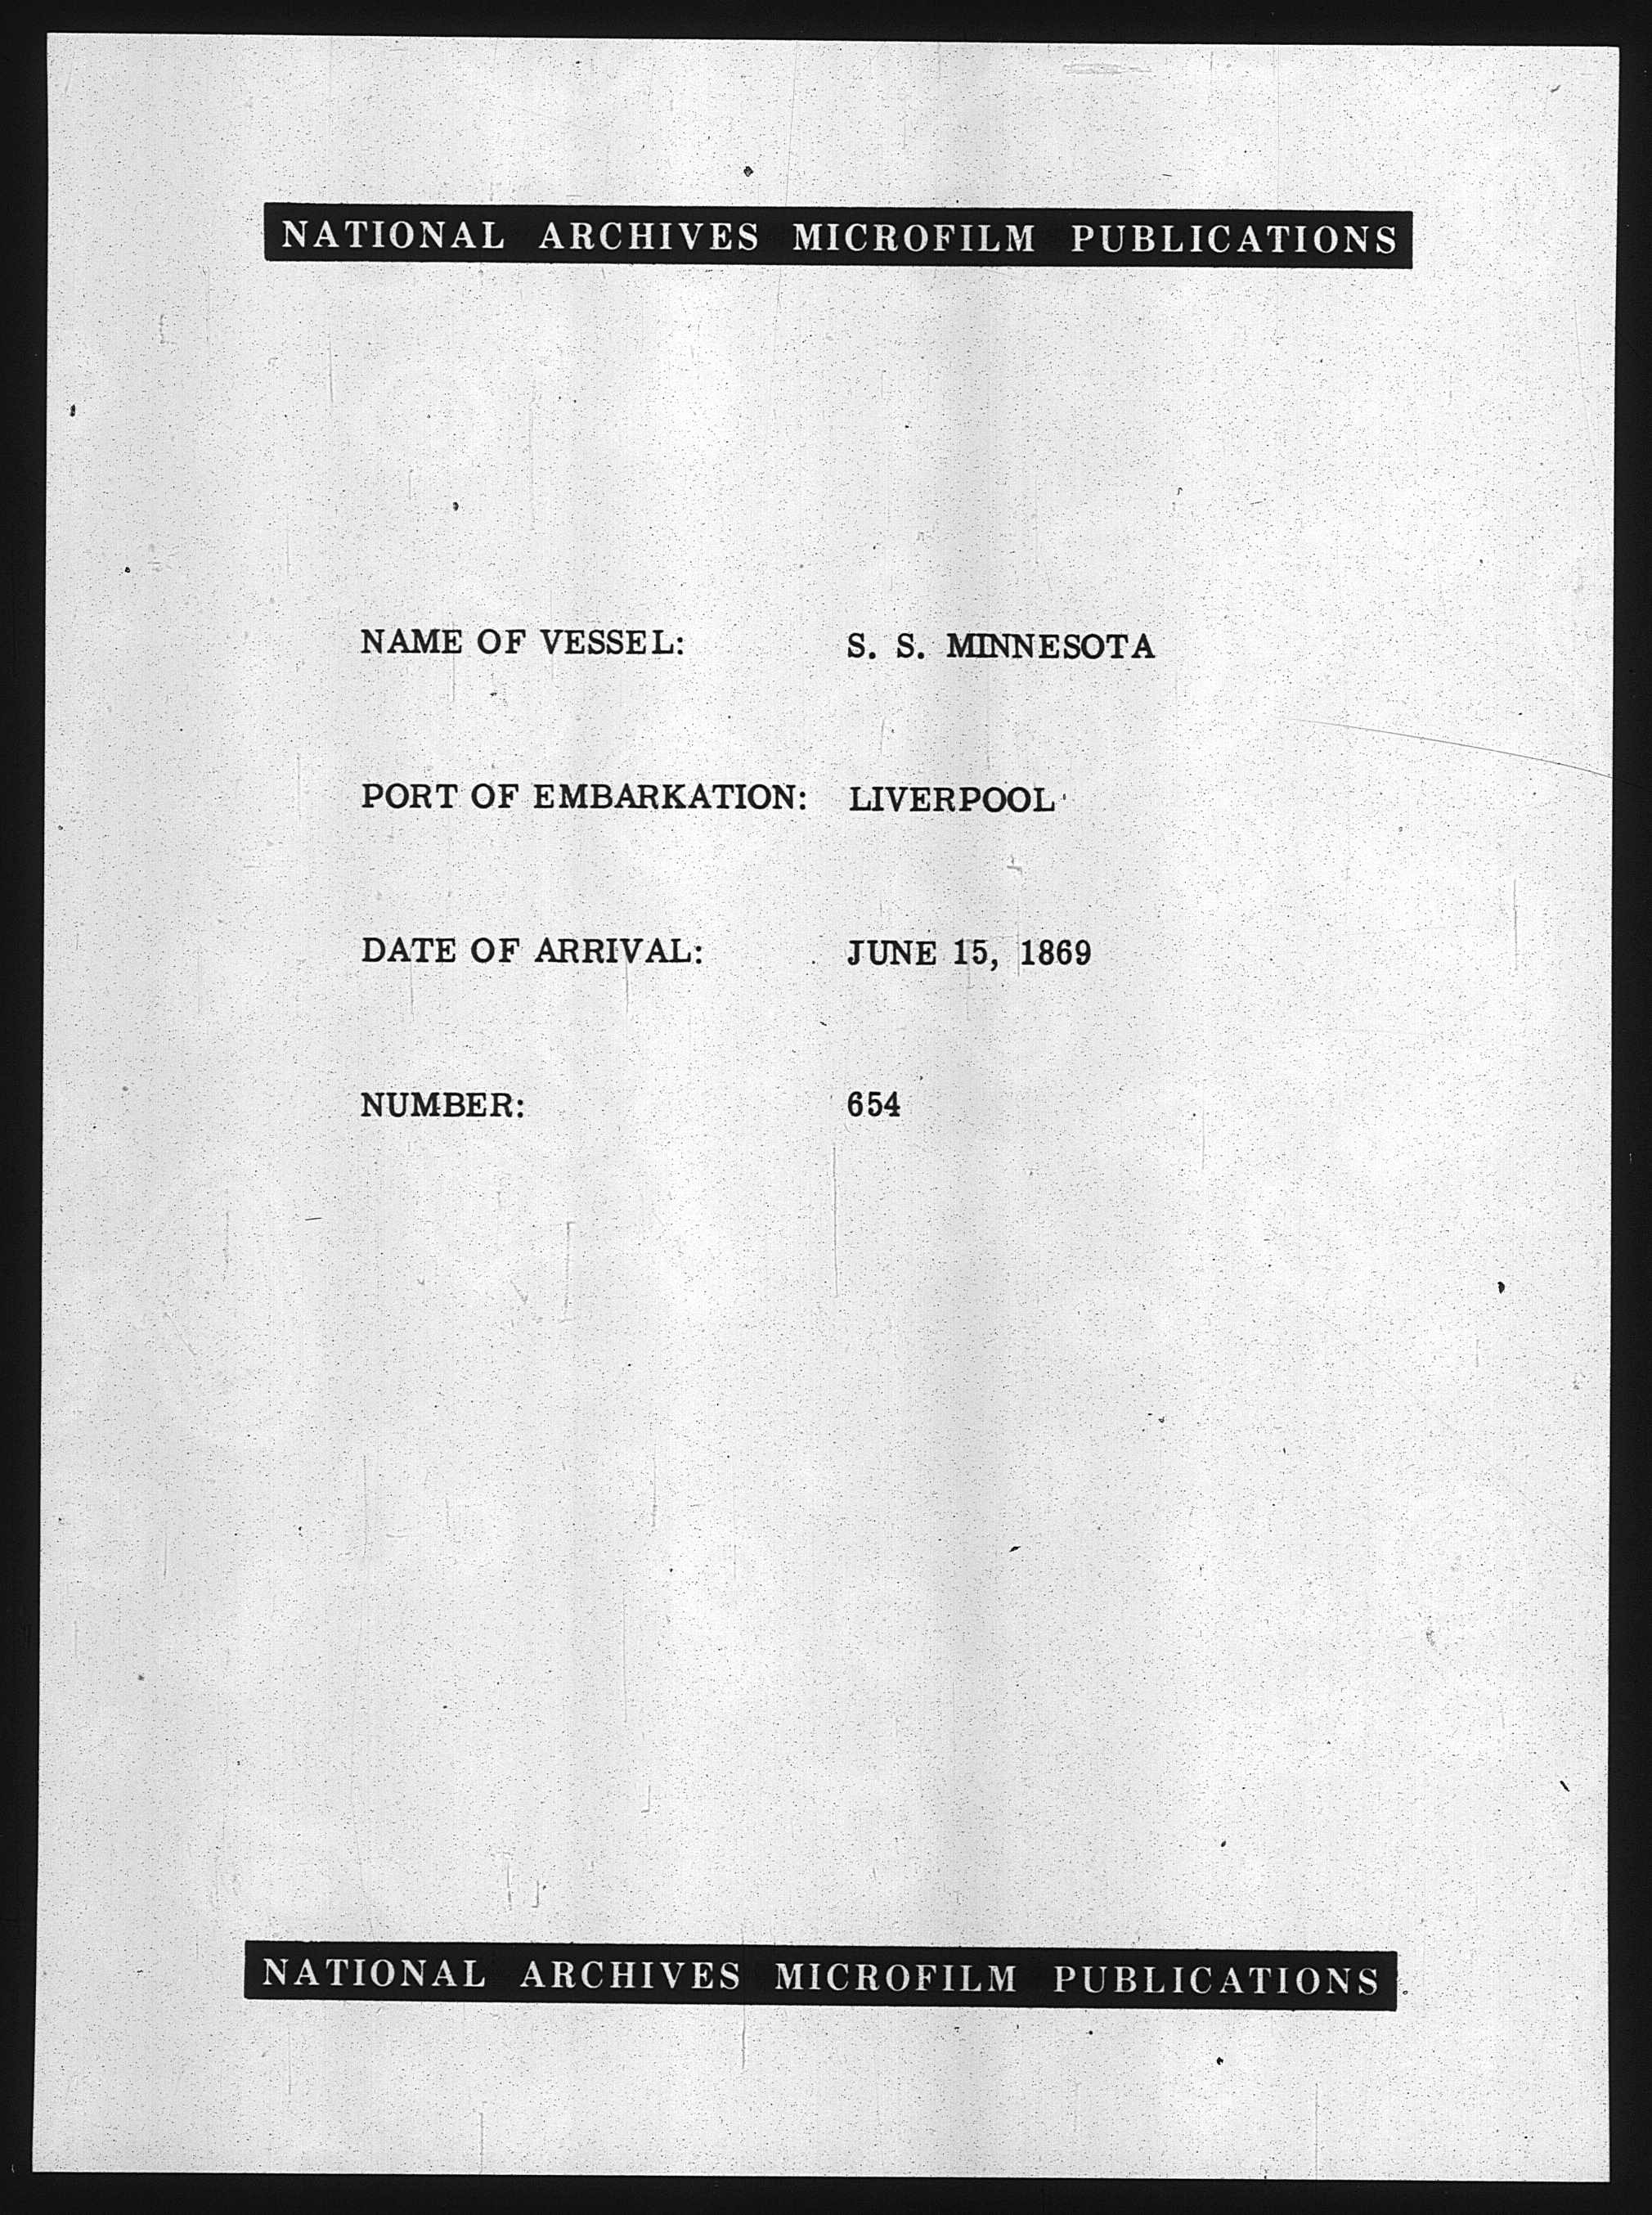 NATIONAL ARCHIVES MICROFILM PUBLICATIONS
NAME OF VESSEL: S. S. MINNESOTA
PORT OF EMBARKATION: LIVERPOOL
DATE OF ARRIVAL: JUNE 15, 1869
NUMBER: 654
NATIONAL ARCHIVES MICROFILM PUBLICATIONS